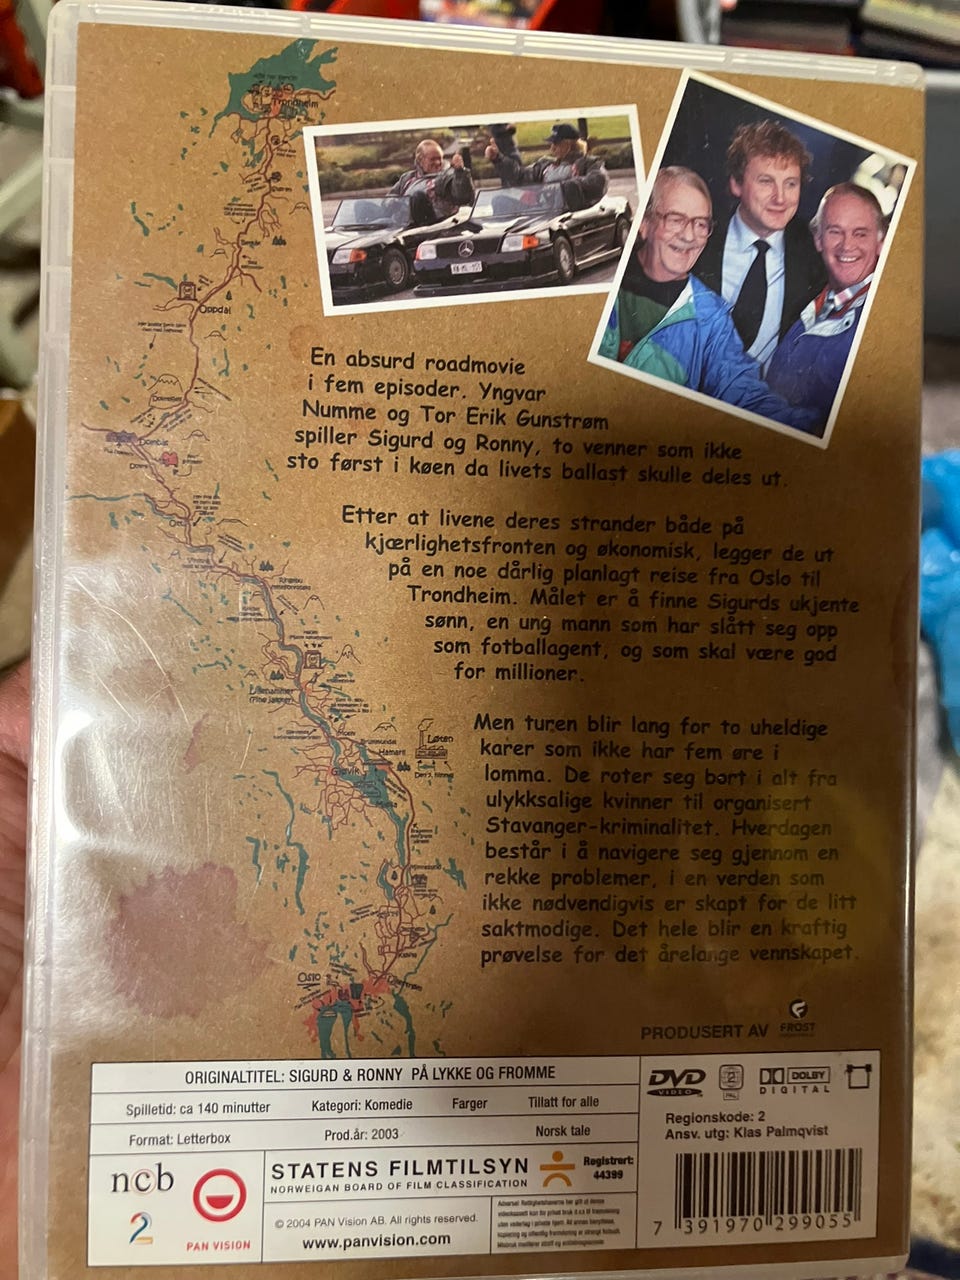 Trondheim
Oppdal
Dombås
Dovre
Otta
Ringebu
Lillehammer
Moelv
Brumunddal
Hamar
Løten
Gjøvik
Oslo
En absurd roadmovie
i fem episoder. Yngvar
Numme og Tor Erik Gunstrøm
spiller Sigurd og Ronny, to venner som ikke
sto først i køen da livets ballast skulle deles ut.
Etter at livene deres strander både på
kjærlighetsfronten og økonomisk, legger de ut
på en noe dårlig planlagt reise fra Oslo til
Trondheim. Målet er å finne Sigurds ukjente
sønn, en ung mann som har slått seg opp
som fotballagent, og som skal være god
for millioner.
Men turen blir lang for to uheldige
karer som ikke har fem øre i
lomma. De roter seg bort i alt fra
ulykksalige kvinner til organisert
Stavanger-kriminalitet. Hverdagen
består i å navigere seg gjennom en
rekke problemer, i en verden som
ikke nødvendigvis er skapt for de litt
saktmodige. Det hele blir en kraftig
prøvelse for det årelange vennskapet.
PRODUSERT AV FROST
ORIGINALTITEL: SIGURD & RONNY PÅ LYKKE OG FROMME
Spilletid: ca 140 minutter Kategori: Komedie Farger Tillatt for alle
Format: Letterbox Prod.år: 2003 Norsk tale
DVD VIDEO 2 PAL DOLBY DIGITAL
Regionskode: 2
Ansv. utg: Klas Palmqvist
ncb
2
PAN VISION
STATENS FILMTILSYN
NORWEGIAN BOARD OF FILM CLASSIFICATION
Registrert:
44399
© 2004 PAN Vision AB. All rights reserved.
www.panvision.com
7 391970 299055